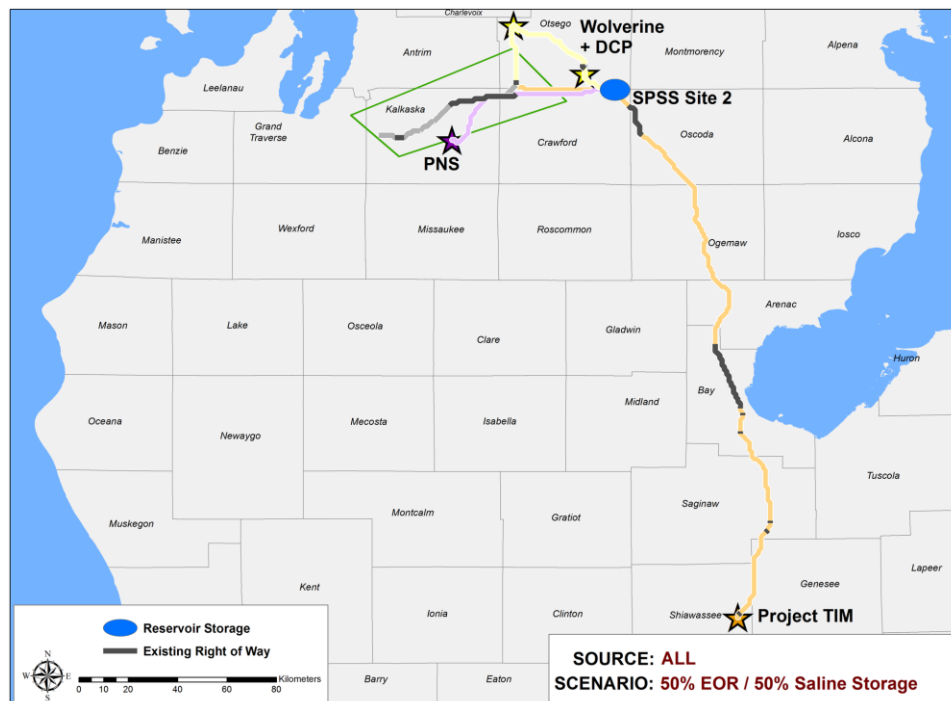 Charlevoix
Otsego
Wolverine
+ DCP
Antrim
Montmorency
Alpena
Leelanau
SPSS Site 2
Kalkaska
Grand
Traverse
Benzie
PNS
Crawford
Oscoda
Alcona
Manistee
Wexford
Missaukee
Roscommon
Ogemaw
Iosco
Arenac
Mason
Lake
Osceola
Clare
Gladwin
Huron
Bay
Midland
Oceana
Newaygo
Mecosta
Isabella
Tuscola
Saginaw
Muskegon
Montcalm
Gratiot
Lapeer
Kent
Genesee
Ionia
Clinton
Shiawassee
Project TIM
Reservoir Storage
Existing Right of Way
N
W E
S
Kilometers
0 10 20 40 60 80
Barry
Eaton
SOURCE: ALL
SCENARIO: 50% EOR / 50% Saline Storage